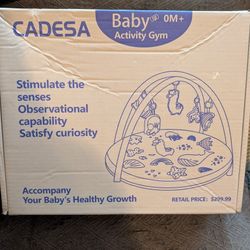 CADESA
Baby 0M+
Activity Gym
Stimulate the
senses
Observational
capability
Satisfy curiosity
Accompany
Your Baby's Healthy Growth
RETAIL PRICE: $299.99